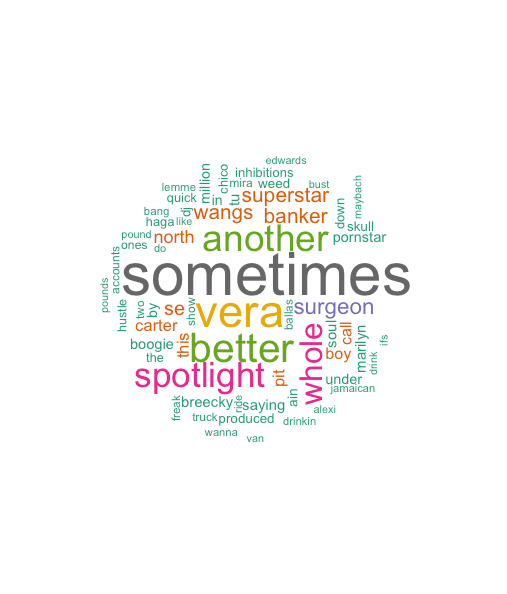 edwards
inhibitions
chico
million
mira
weed
bust
maybach
lemme
quick
in
tu
superstar
down
bang
dj
wangs
banker
skull
haga
like
pound
north
another
pornstar
ones
do
accounts
sometimes
pounds
hustle
two
by
se
show
vera
ballas
surgeon
carter
this
better
whole
soul
call
boogie
the
boy
marilyn
ifs
drink
spotlight
pit
under
jamaican
freak
breecky
ride
saying
ain
alexi
truck
produced
drinkin
wanna
van